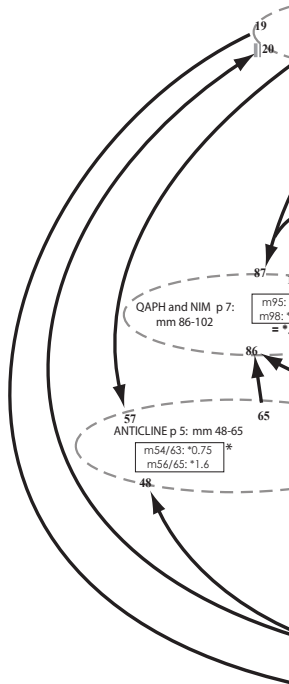 19
20
87
QAPH and NIM p 7:
mm 86-102
m95:
m98: *
= *
86
57
65
ANTICLINE p 5: mm 48-65
m54/63: *0.75
m56/65: *1.6
*
48